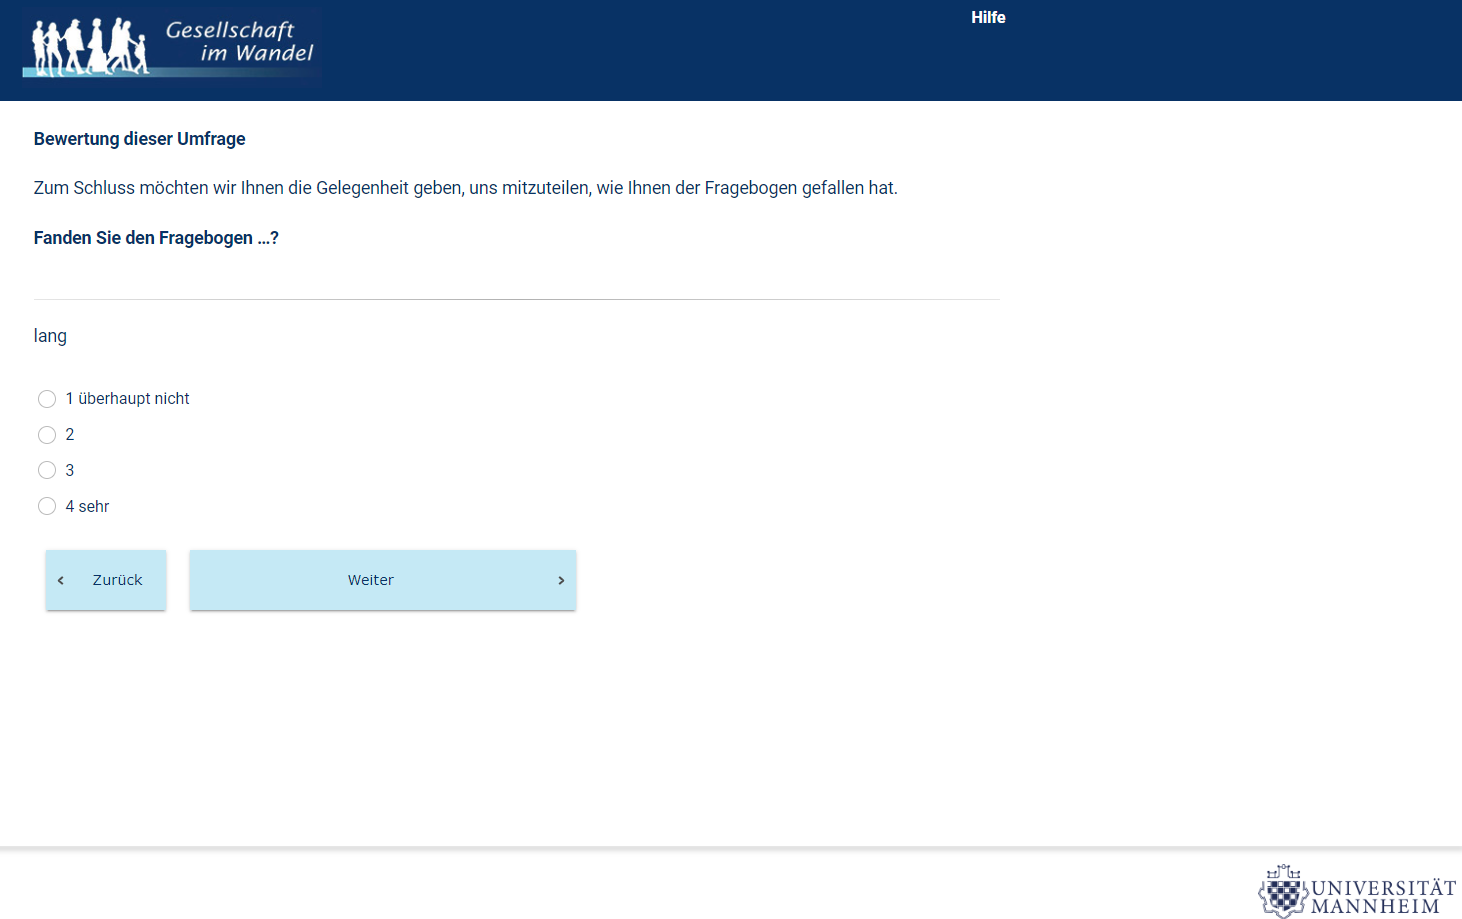 Gesellschaft
im Wandel
Hilfe
Bewertung dieser Umfrage
Zum Schluss möchten wir Ihnen die Gelegenheit geben, uns mitzuteilen, wie Ihnen der Fragebogen gefallen hat.
Fanden Sie den Fragebogen ...?
lang
1 überhaupt nicht
2
3
4 sehr
Zurück
Weiter
UNIVERSITÄT
MANNHEIM